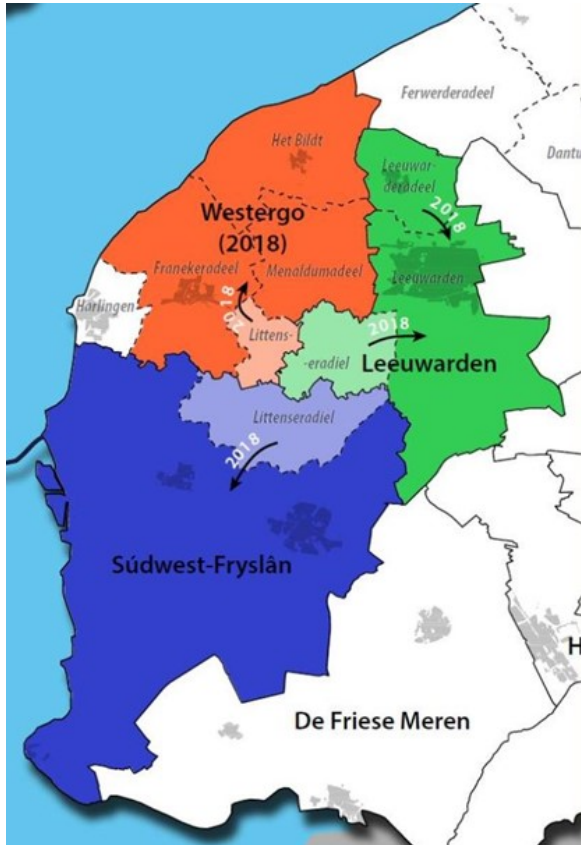 Ferwerderadeel
Dantu
Het Bildt
Leeuwar-
deradeel
2018
Westergo
(2018)
Leeuwarden
Franekeradeel
Menaldumadeel
Harlingen
2018
Littens-
-eradiel
2018
Leeuwarden
Littenseradiel
2018
Súdwest-Fryslân
H
De Friese Meren